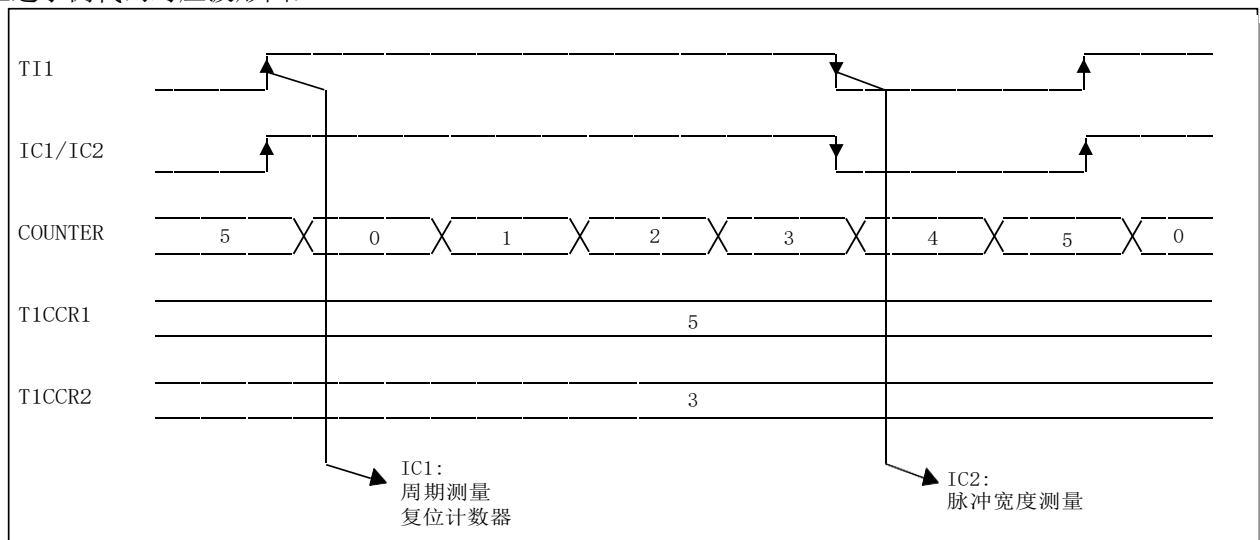 TI1
IC1/IC2
COUNTER 5 0 1 2 3 4 5 0
T1CCR1 5
T1CCR2 3
IC1:
周期测量
复位计数器
IC2:
脉冲宽度测量